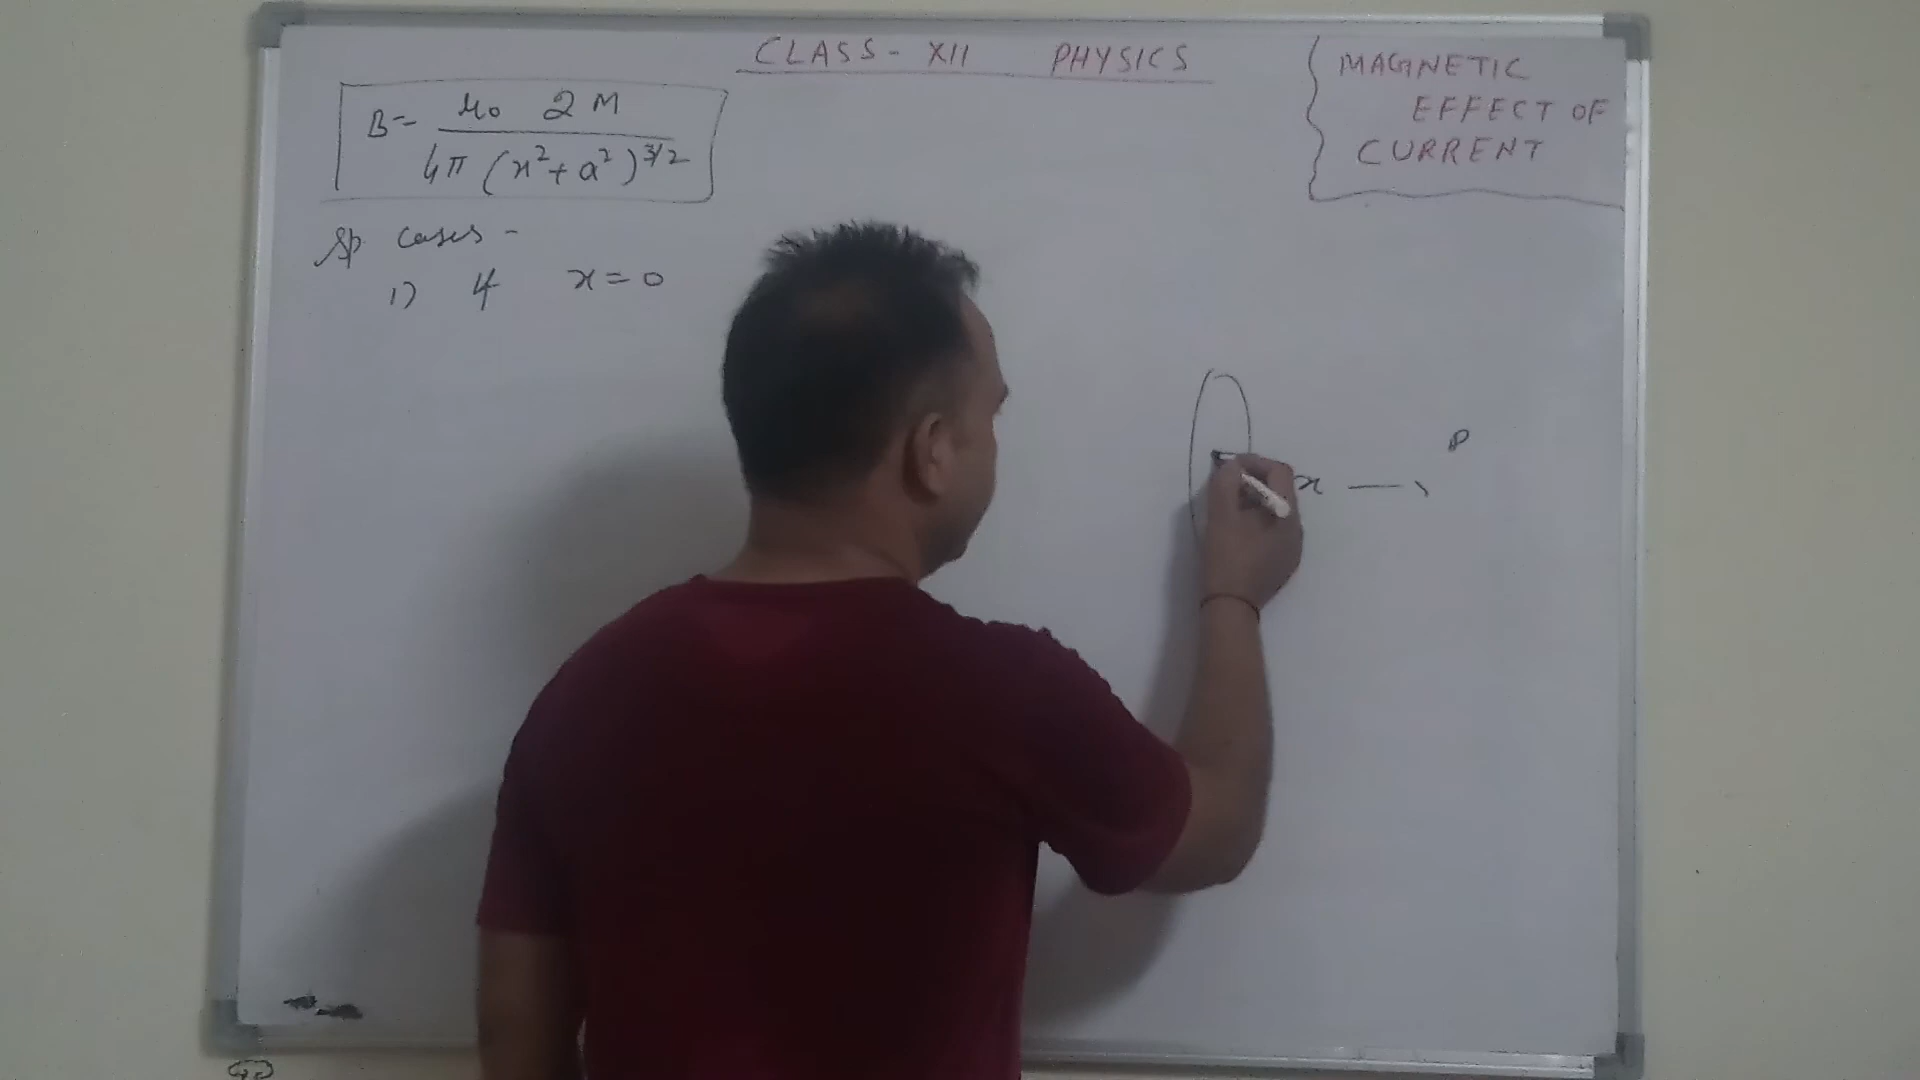 CLASS - XII PHYSICS
MAGNETIC
EFFECT OF
CURRENT
B = μ₀ 2M
4π (x² + a²)^3/2
Sp cases -
1) If x = 0
P
x